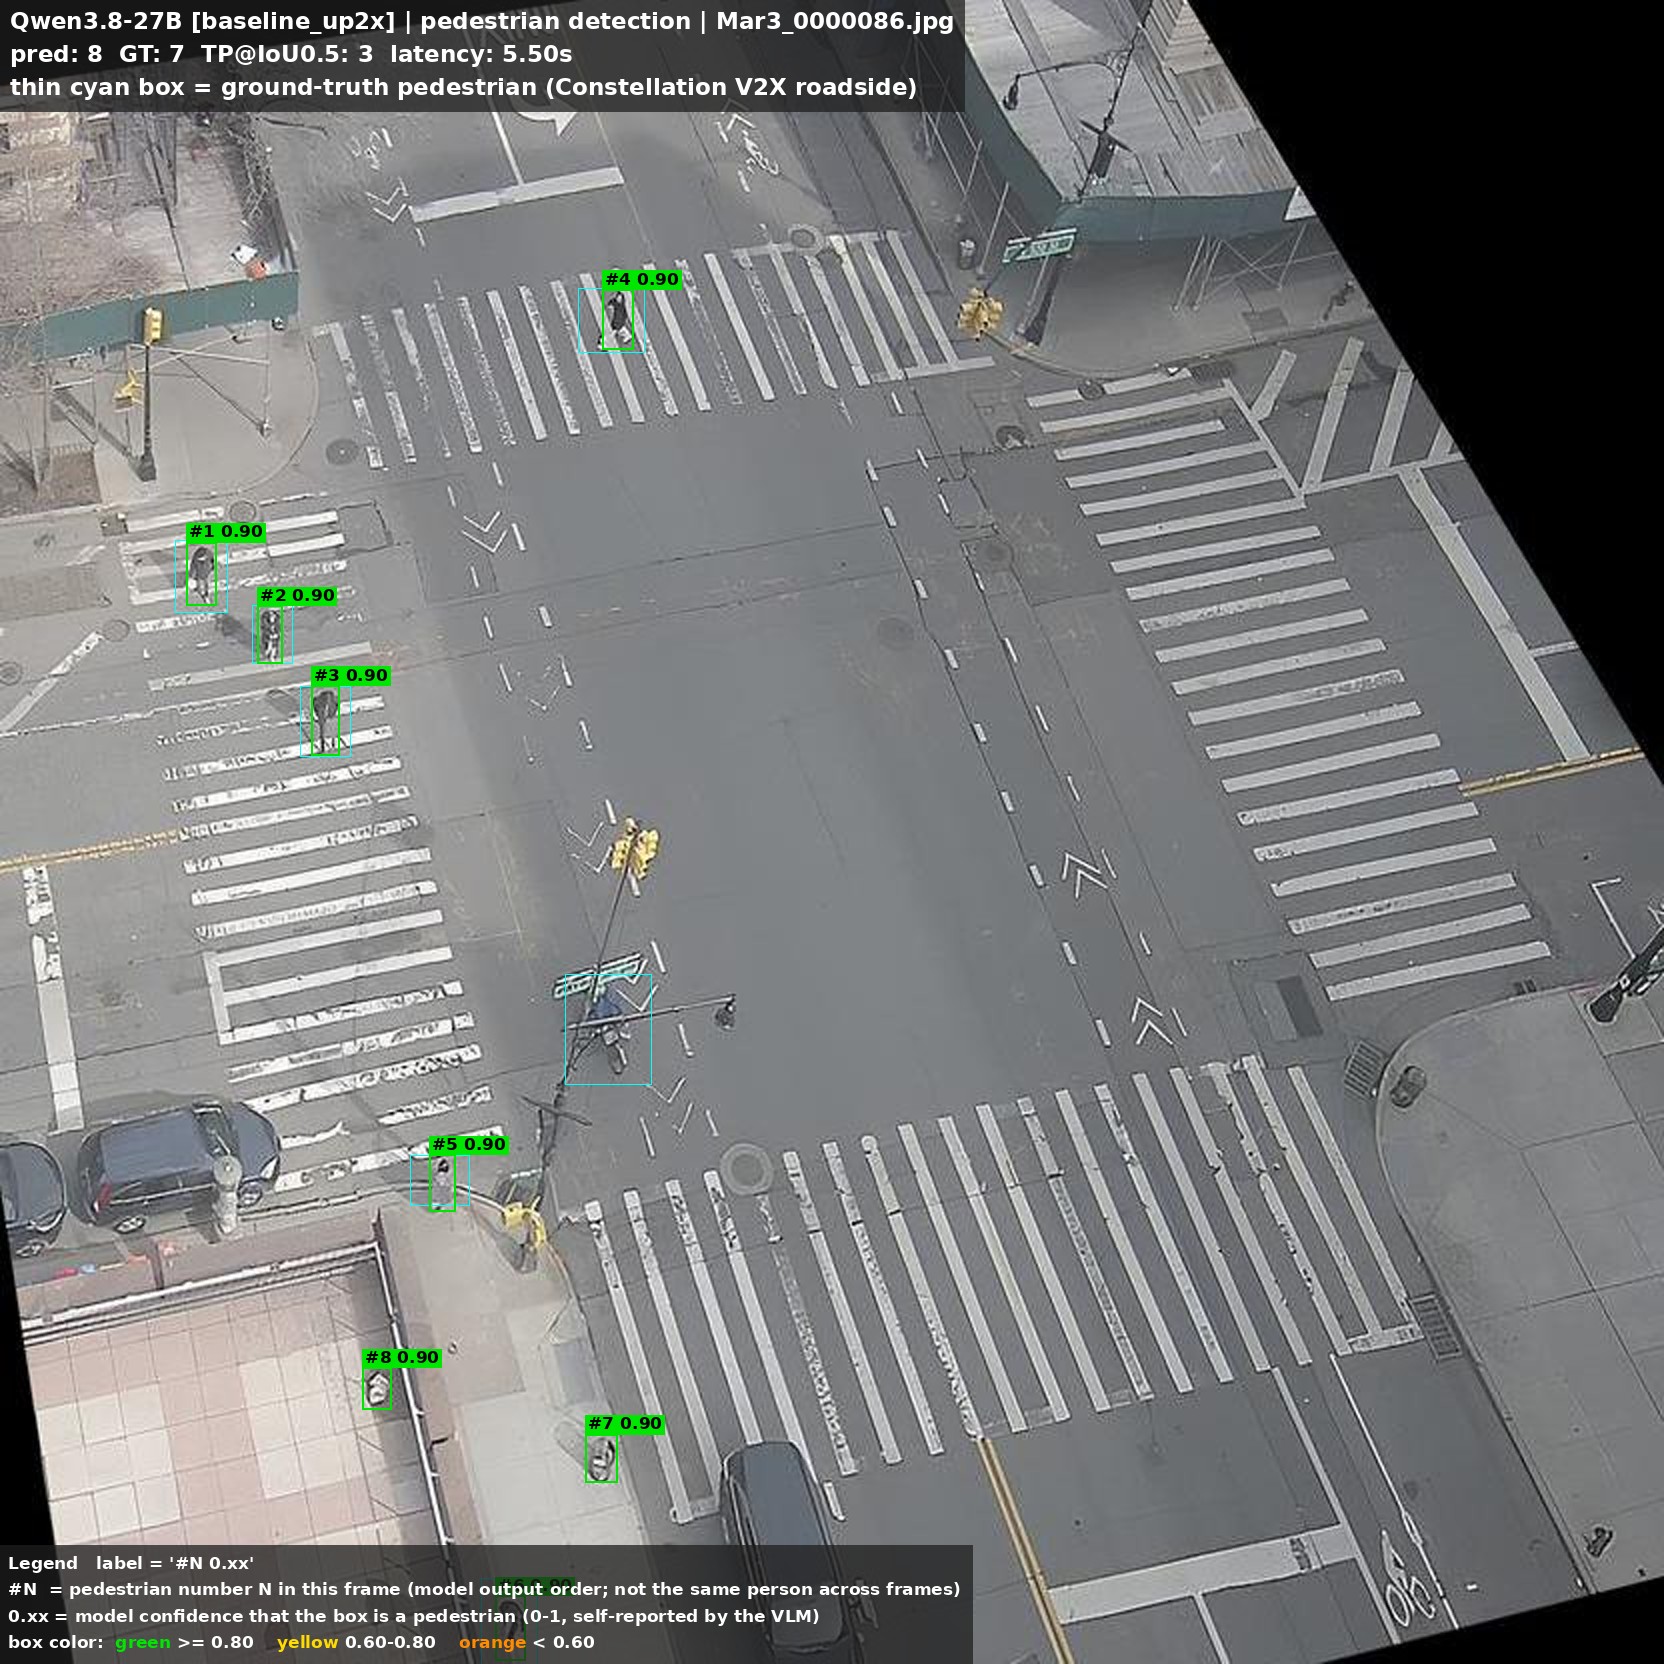 Qwen3.8-27B [baseline_up2x] | pedestrian detection | Mar3_0000086.jpg
pred: 8  GT: 7  TP@IoU0.5: 3  latency: 5.50s
thin cyan box = ground-truth pedestrian (Constellation V2X roadside)
#4 0.90
#1 0.90
#2 0.90
#3 0.90
#5 0.90
#8 0.90
#7 0.90
Legend   label = '#N 0.xx'
#N  = pedestrian number N in this frame (model output order; not the same person across frames)
0.xx = model confidence that the box is a pedestrian (0-1, self-reported by the VLM)
box color:  green >= 0.80    yellow 0.60-0.80    orange < 0.60